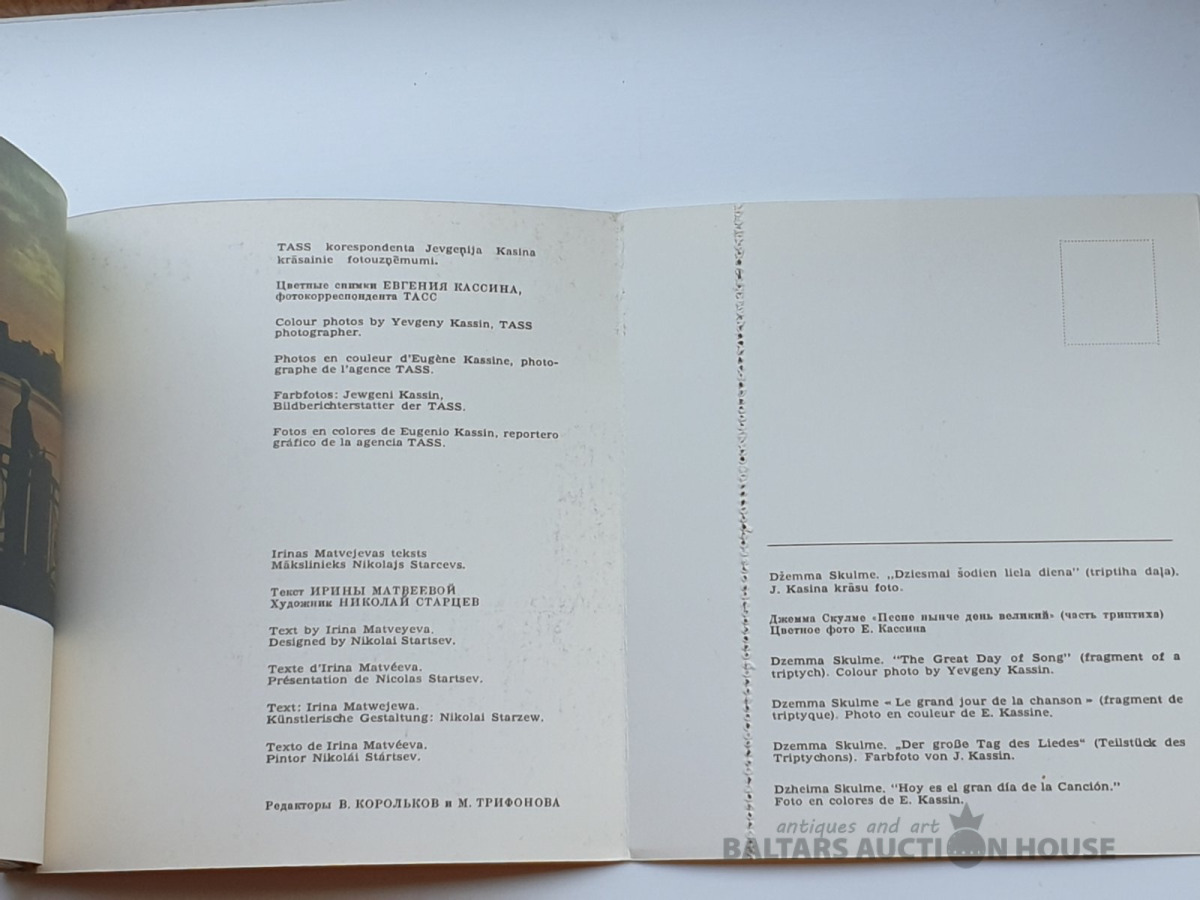 TASS korespondenta Jevgeņija Kasina
krāsainie fotouzņēmumi.
Цветные снимки ЕВГЕНИЯ КАССИНА,
фотокорреспондента ТАСС
Colour photos by Yevgeny Kassin, TASS
photographer.
Photos en couleur d'Eugène Kassine, photo-
graphe de l'agence TASS.
Farbfotos: Jewgeni Kassin,
Bildberichterstatter der TASS.
Fotos en colores de Eugenio Kassin, reportero
gráfico de la agencia TASS.
Irinas Matvejevas teksts
Mākslinieks Nikolajs Starcevs.
Текст ИРИНЫ МАТВЕЕВОЙ
Художник НИКОЛАЙ СТАРЦЕВ
Text by Irina Matveyeva.
Designed by Nikolai Startsev.
Texte d'Irina Matvéeva.
Présentation de Nicolas Startsev.
Text: Irina Matwejewa.
Künstlerische Gestaltung: Nikolai Starzew.
Texto de Irina Matvéeva.
Pintor Nikolái Stártsev.
Редакторы В. КОРОЛЬКОВ и М. ТРИФОНОВА
Džemma Skulme. „Dziesmai šodien liela diena" (triptiha daļa).
J. Kasina krāsu foto.
Джемма Скулме «Песне нынче день великий» (часть триптиха)
Цветное фото Е. Кассина
Dzemma Skulme. "The Great Day of Song" (fragment of a
triptych). Colour photo by Yevgeny Kassin.
Dzemma Skulme « Le grand jour de la chanson » (fragment de
triptyque). Photo en couleur de E. Kassine.
Dzemma Skulme. „Der große Tag des Liedes" (Teilstück des
Triptychons). Farbfoto von J. Kassin.
Dzheima Skulme. "Hoy es el gran día de la Canción."
Foto en colores de E. Kassin.
antiques and art
BALTARS AUCTION HOUSE